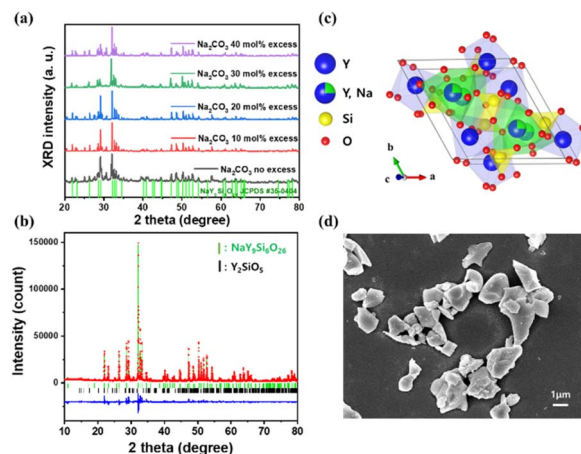 (a)
XRD intensity (a. u.)
Na₂CO₃ 40 mol% excess
Na₂CO₃ 30 mol% excess
Na₂CO₃ 20 mol% excess
Na₂CO₃ 10 mol% excess
Na₂CO₃ no excess
JCPDS #35-0404
20 30 40 50 60 70 80
2 theta (degree)
(b)
Intensity (count)
150000
100000
50000
0
| : NaY₉Si₆O₂₆
| : Y₂SiO₅
10 20 30 40 50 60 70 80
2 theta (degree)
(c)
Y
Y, Na
Si
O
b
c
a
(d)
1μm